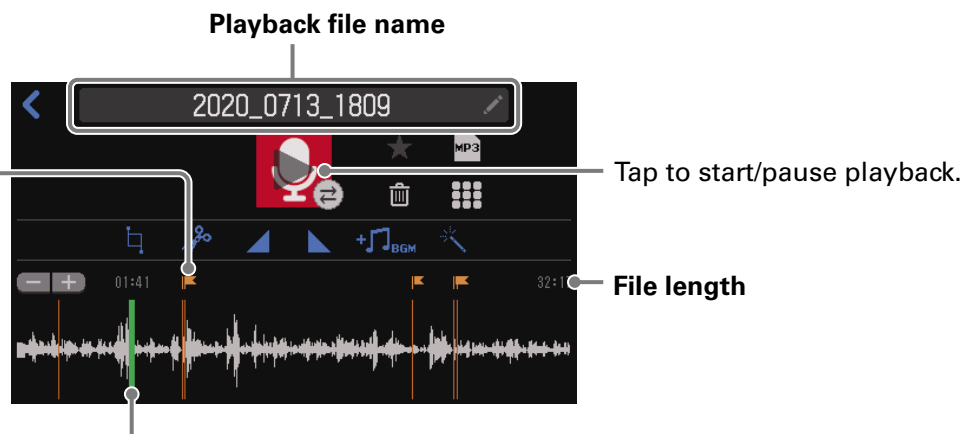 Playback file name
2020_0713_1809
MP3
Tap to start/pause playback.
+ BGM
− + 01:41
File length